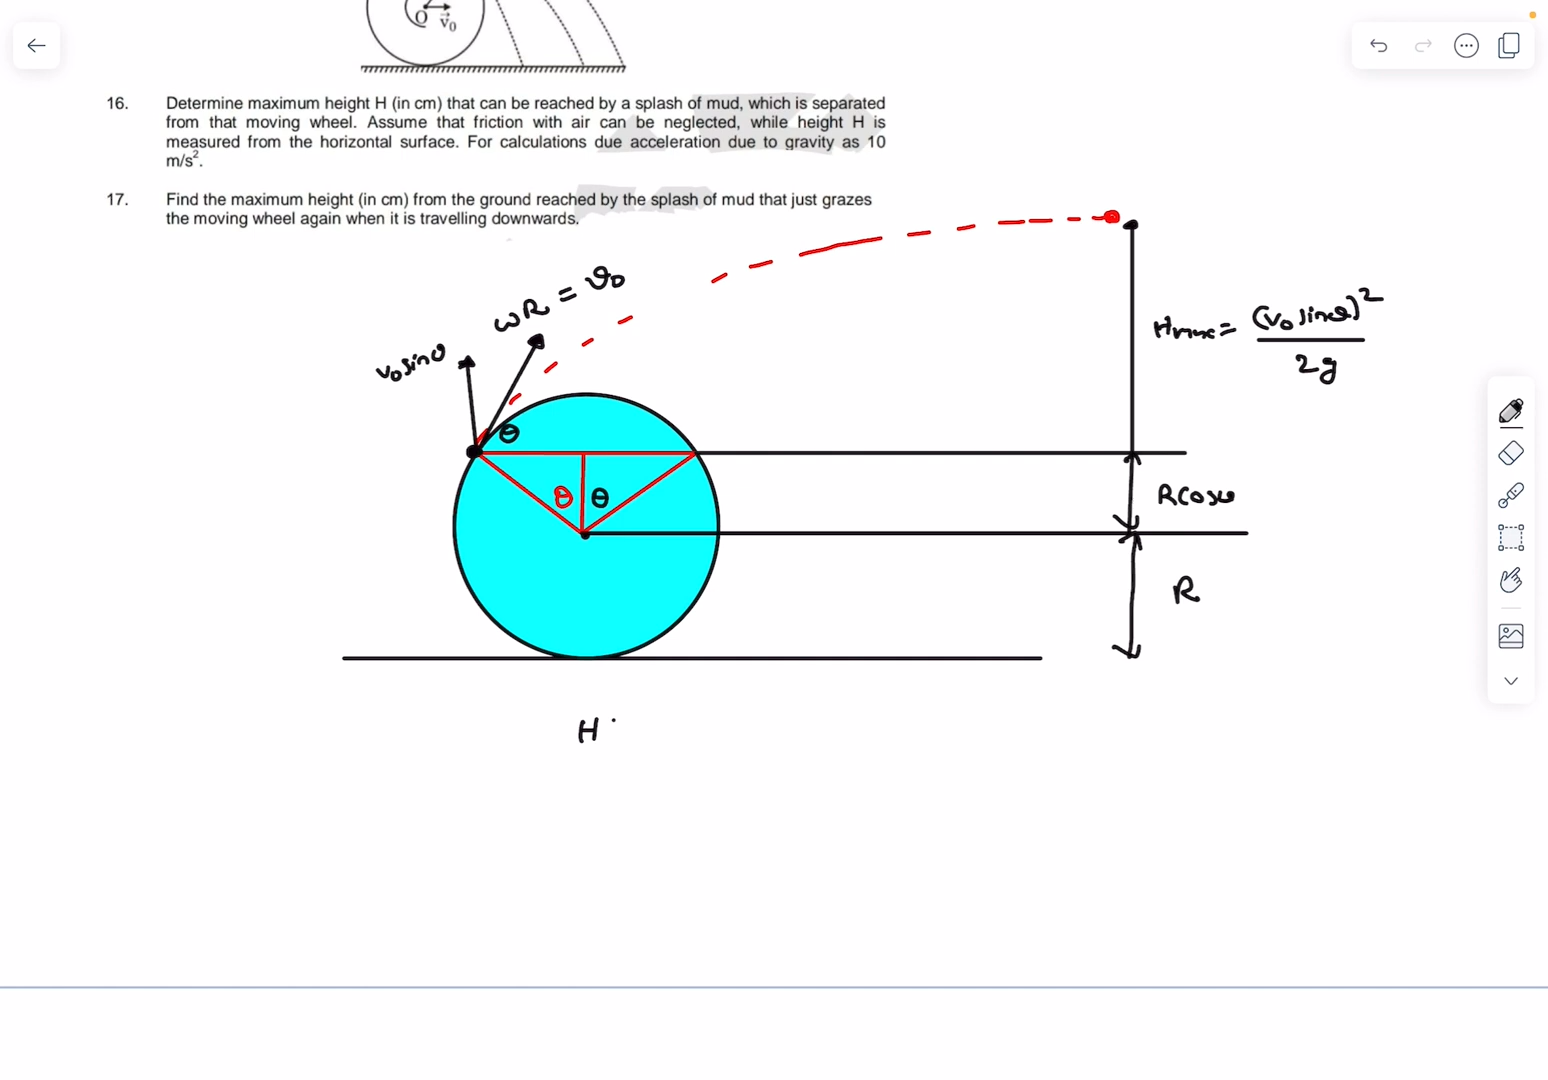 O v₀
16. Determine maximum height H (in cm) that can be reached by a splash of mud, which is separated
from that moving wheel. Assume that friction with air can be neglected, while height H is
measured from the horizontal surface. For calculations due acceleration due to gravity as 10
m/s².
17. Find the maximum height (in cm) from the ground reached by the splash of mud that just grazes
the moving wheel again when it is travelling downwards.
ωR = v₀
v₀ sinθ
θ
Hmax = (v₀ sinθ)²
2g
θ θ
Rcosθ
R
H